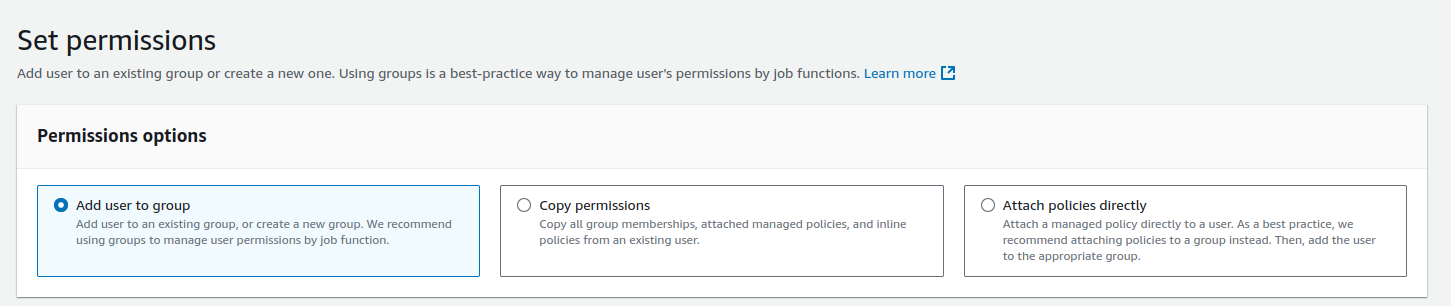 Set permissions
Add user to an existing group or create a new one. Using groups is a best-practice way to manage user's permissions by job functions. Learn more
Permissions options
Add user to group
Add user to an existing group, or create a new group. We recommend
using groups to manage user permissions by job function.
Copy permissions
Copy all group memberships, attached managed policies, and inline
policies from an existing user.
Attach policies directly
Attach a managed policy directly to a user. As a best practice, we
recommend attaching policies to a group instead. Then, add the user
to the appropriate group.